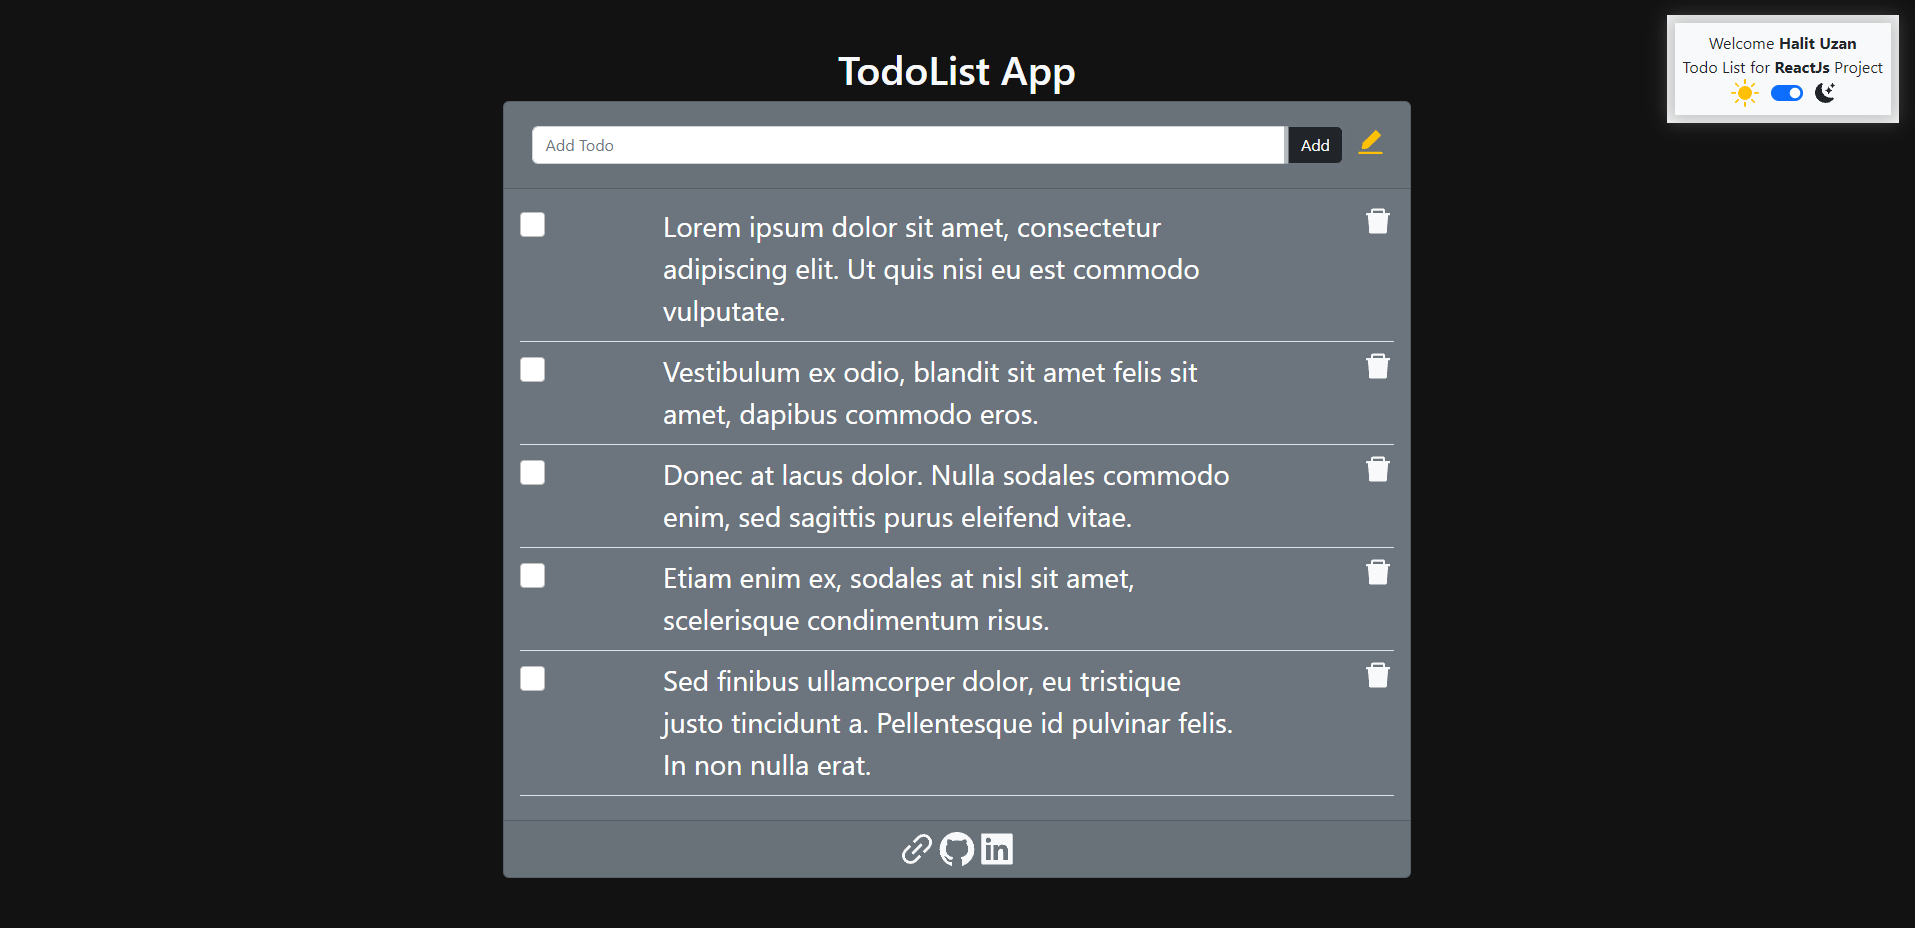 Welcome Halit Uzan
Todo List for ReactJs Project
TodoList App
Add Todo
Add
Lorem ipsum dolor sit amet, consectetur
adipiscing elit. Ut quis nisi eu est commodo
vulputate.
Vestibulum ex odio, blandit sit amet felis sit
amet, dapibus commodo eros.
Donec at lacus dolor. Nulla sodales commodo
enim, sed sagittis purus eleifend vitae.
Etiam enim ex, sodales at nisl sit amet,
scelerisque condimentum risus.
Sed finibus ullamcorper dolor, eu tristique
justo tincidunt a. Pellentesque id pulvinar felis.
In non nulla erat.
in